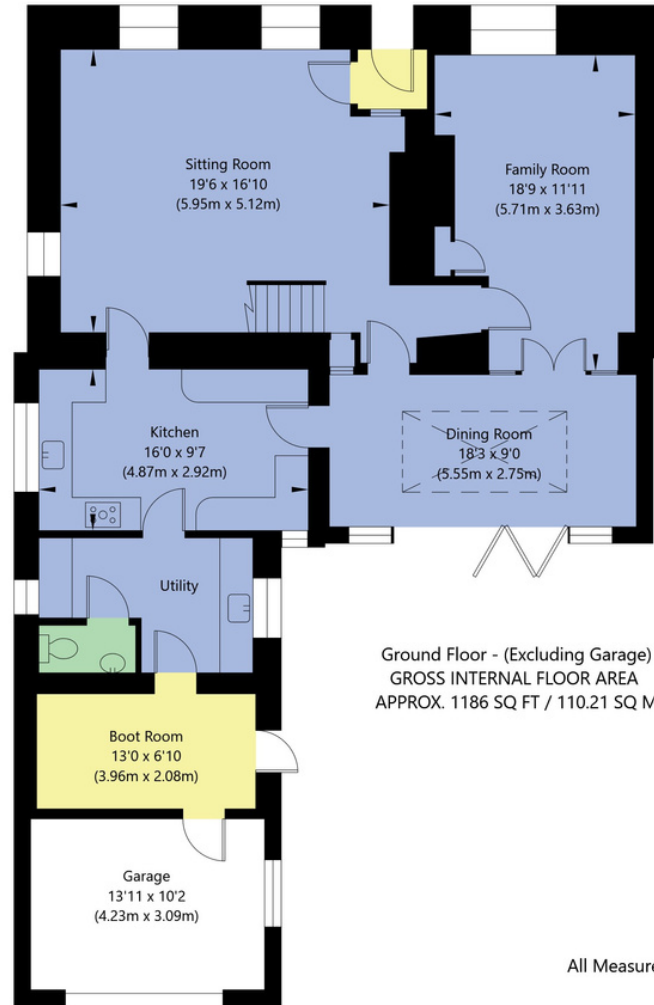 Sitting Room
19'6 x 16'10
(5.95m x 5.12m)
Family Room
18'9 x 11'11
(5.71m x 3.63m)
Kitchen
16'0 x 9'7
(4.87m x 2.92m)
Dining Room
18'3 x 9'0
(5.55m x 2.75m)
Utility
Ground Floor - (Excluding Garage)
GROSS INTERNAL FLOOR AREA
APPROX. 1186 SQ FT / 110.21 SQ M
Boot Room
13'0 x 6'10
(3.96m x 2.08m)
Garage
13'11 x 10'2
(4.23m x 3.09m)
All Measure